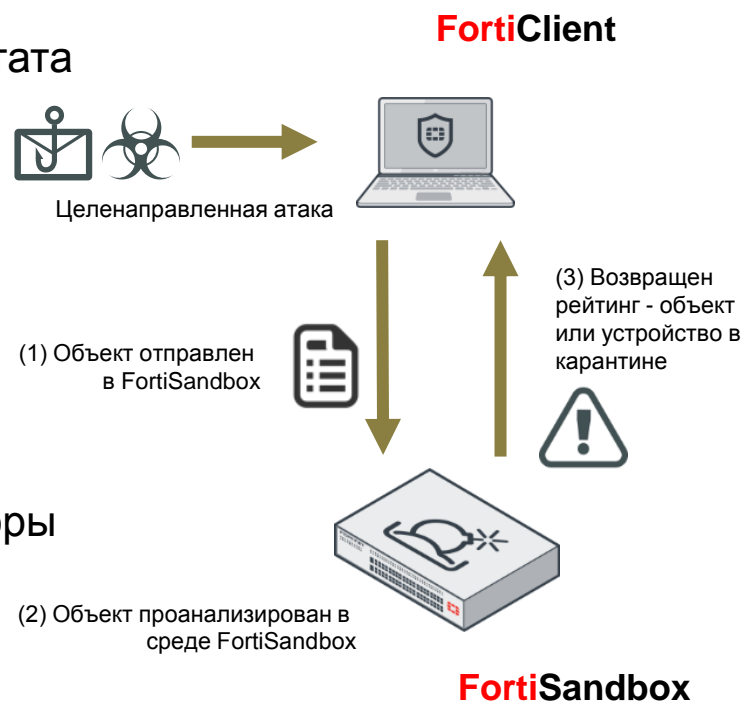 FortiClient
тата
Целенаправленная атака
(3) Возвращен
рейтинг - объект
или устройство в
карантине
(1) Объект отправлен
в FortiSandbox
оры
(2) Объект проанализирован в
среде FortiSandbox
FortiSandbox